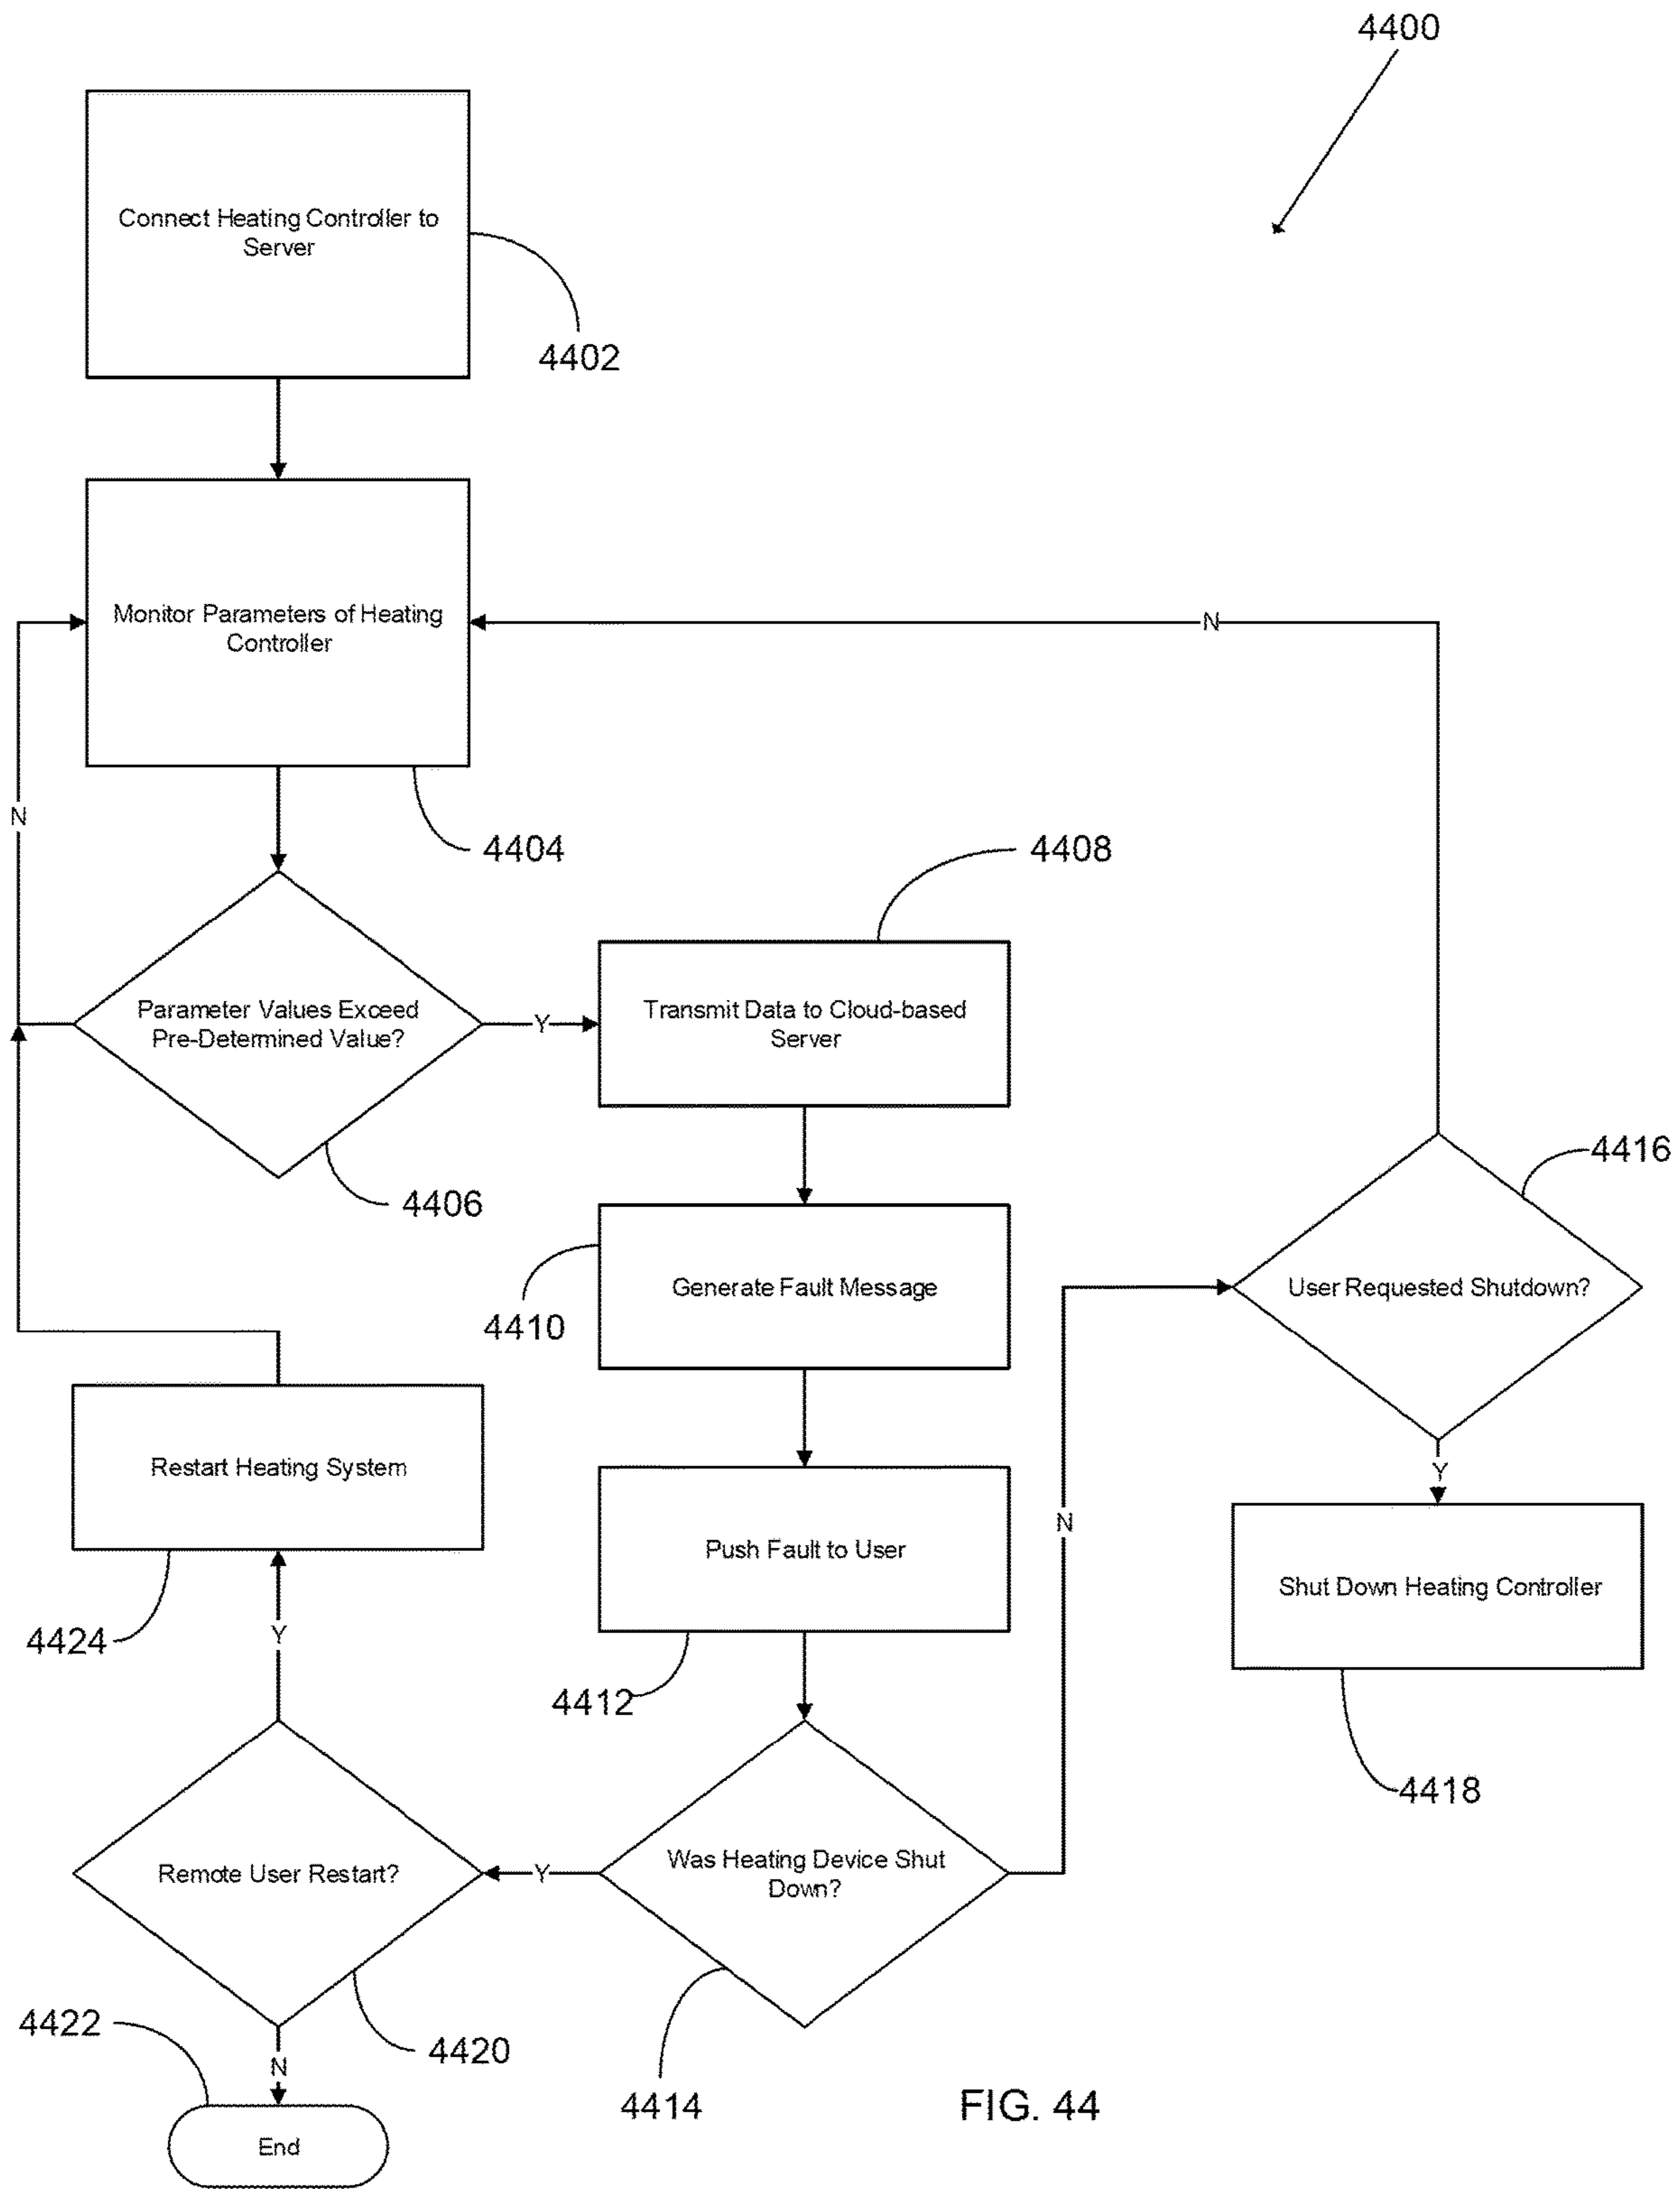 4400
Connect Heating Controller to
Server
4402
Monitor Parameters of Heating
Controller
N
N
4404
4408
Parameter Values Exceed
Pre-Determined Value?
Y
Transmit Data to Cloud-based
Server
4406
4416
Generate Fault Message
4410
User Requested Shutdown?
Y
Restart Heating System
N
Push Fault to User
Shut Down Heating Controller
4424
Y
4412
4418
Remote User Restart?
Y
Was Heating Device Shut
Down?
4422
4420
N
4414
FIG. 44
End